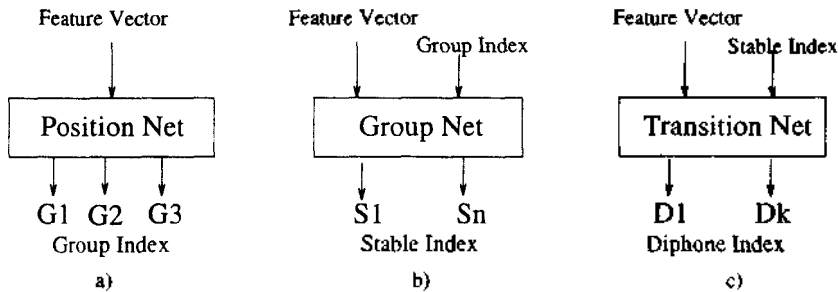 Feature Vector
Feature Vector
Group Index
Feature Vector
Stable Index
Position Net
Group Net
Transition Net
G1 G2 G3
S1 Sn
D1 Dk
Group Index
Stable Index
Diphone Index
a)
b)
c)